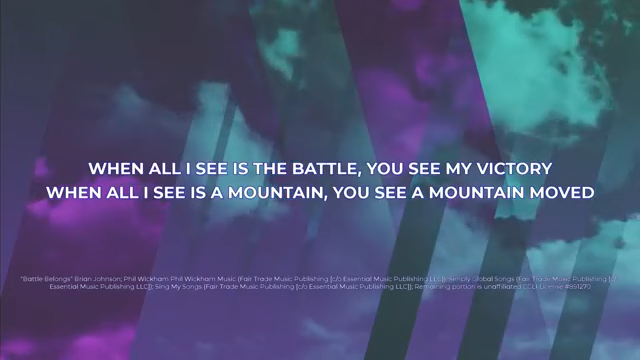 WHEN ALL I SEE IS THE BATTLE, YOU SEE MY VICTORY
WHEN ALL I SEE IS A MOUNTAIN, YOU SEE A MOUNTAIN MOVED
"Battle Belongs" Brian Johnson; Phil Wickham Phil Wickham Music (Fair Trade Music Publishing [c/o Essential Music Publishing LLC]); Simply Global Songs (Fair Trade Music Publishing [c/o
Essential Music Publishing LLC]); Sing My Songs (Fair Trade Music Publishing [c/o Essential Music Publishing LLC]); Remaining portion is unaffiliated CCLI License #851270